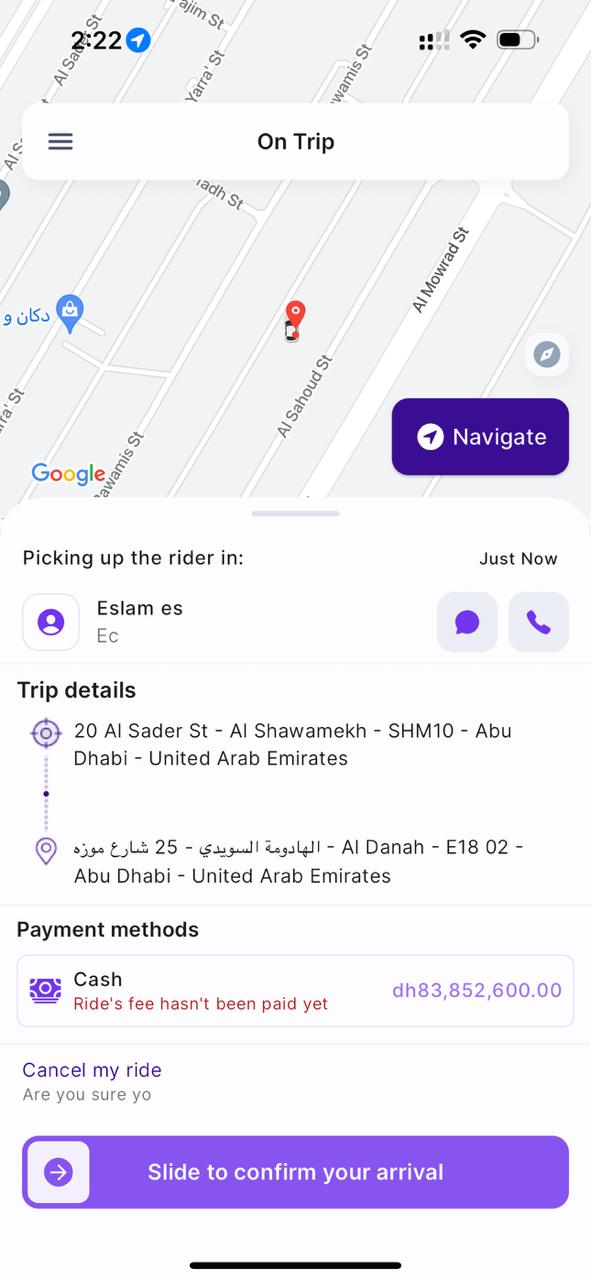 2:22
ajim St
Al Sader St
Yarra' St
wamis St
On Trip
Al S
adh St
Al Mowrad St
دكان و
Al Sahoud St
rra' St
awamis St
Navigate
Google
Picking up the rider in:
Just Now
Eslam es
Ec
Trip details
20 Al Sader St - Al Shawamekh - SHM10 - Abu
Dhabi - United Arab Emirates
الهادومة السويدي - 25 شارع موزه - Al Danah - E18 02 -
Abu Dhabi - United Arab Emirates
Payment methods
Cash
dh83,852,600.00
Ride's fee hasn't been paid yet
Cancel my ride
Are you sure yo
Slide to confirm your arrival